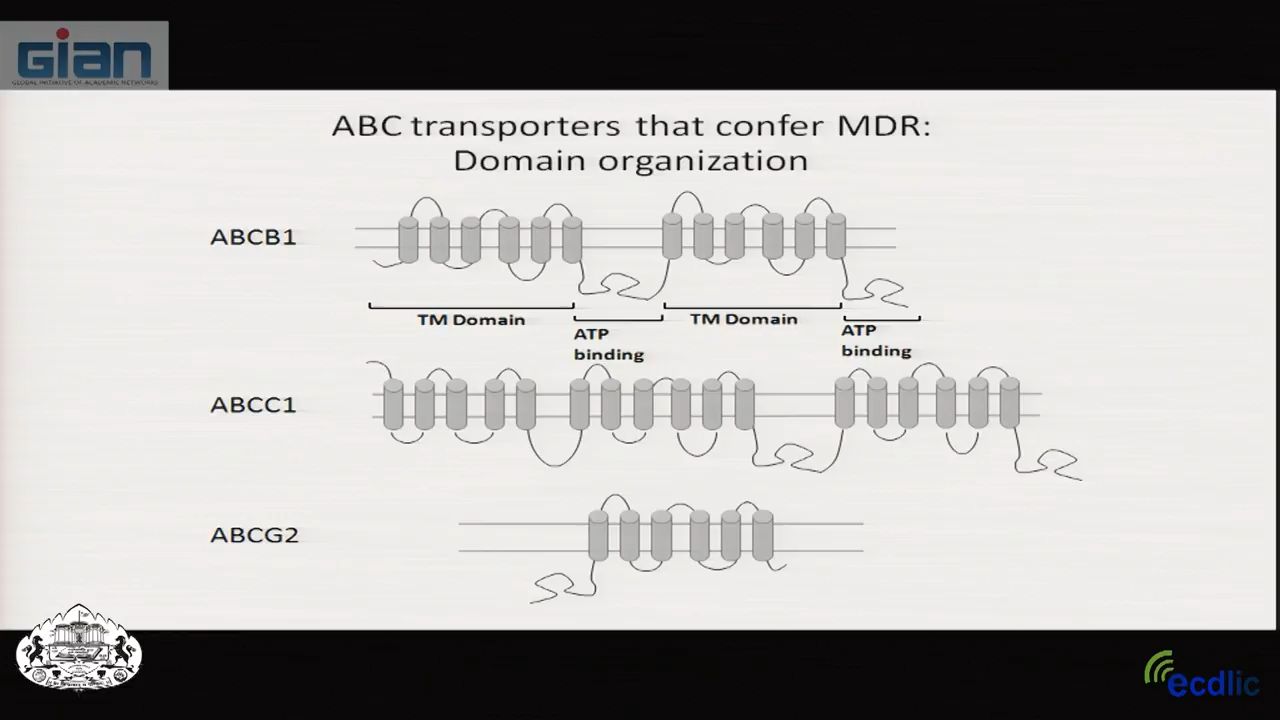 GIAN
GLOBAL INITIATIVE OF ACADEMIC NETWORKS
ABC transporters that confer MDR:
Domain organization
ABCB1
TM Domain
ATP
binding
TM Domain
ATP
binding
ABCC1
ABCG2
ecdlic